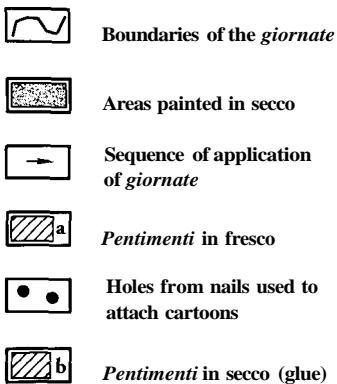 Boundaries of the giornate
Areas painted in secco
Sequence of application
of giornate
a
Pentimenti in fresco
Holes from nails used to
attach cartoons
b
Pentimenti in secco (glue)